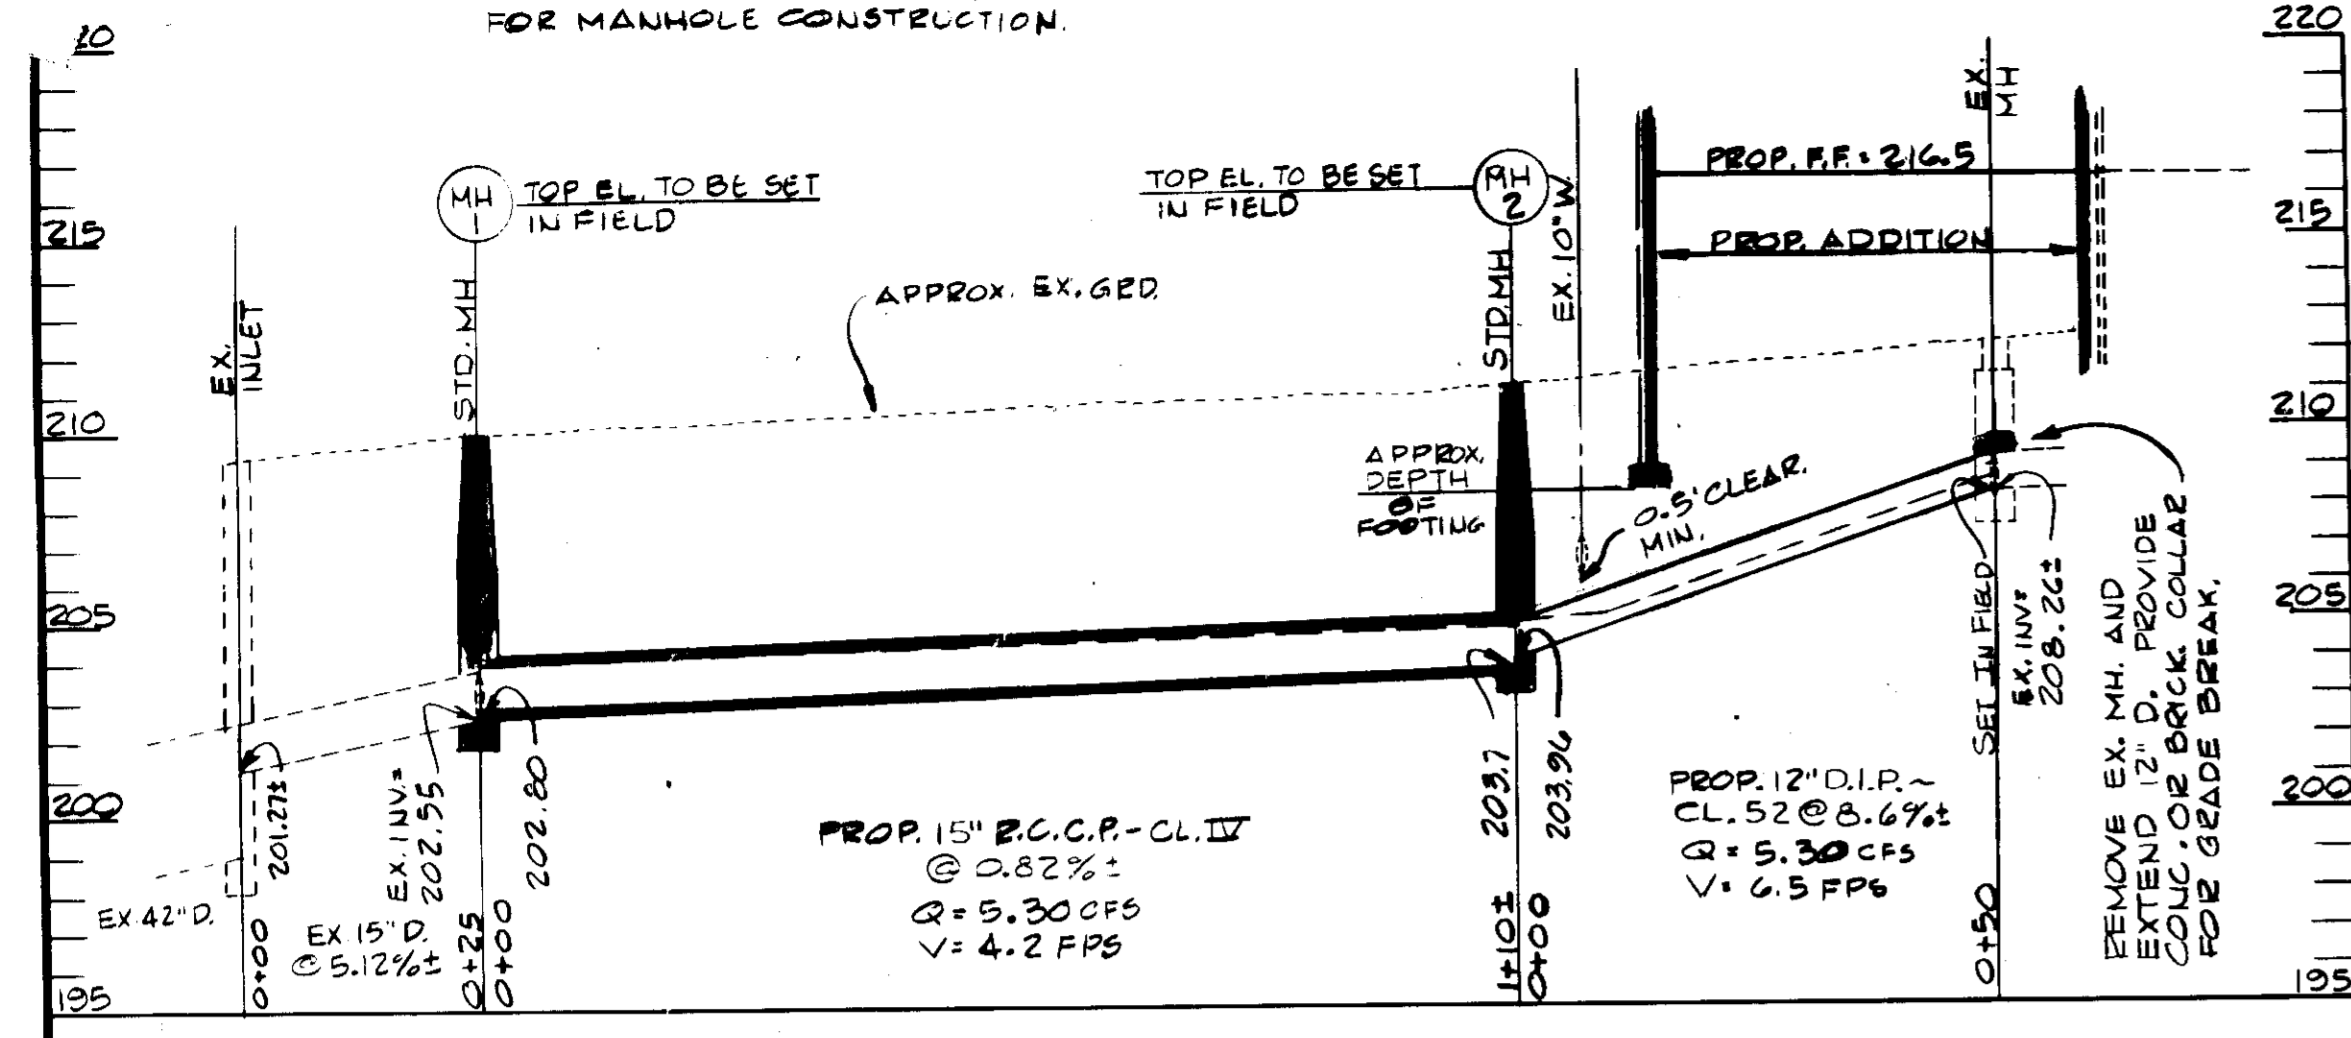 FOR MANHOLE CONSTRUCTION.
220
215
210
205
200
195
215
210
205
200
195
MH
1
TOP EL. TO BE SET
IN FIELD
TOP EL. TO BE SET
IN FIELD
MH
2
EX.
MH
PROP. F.F. = 216.5
PROP. ADDITION
EX. 10" W.
STD. MH
STD. MH
APPROX. EX. GRD.
EX.
INLET
APPROX.
DEPTH
OF
FOOTING
0.5' CLEAR.
MIN.
201.27±
EX. INV.=
202.55
202.80
203.7
203.96
SET IN FIELD
EX. INV=
208.26±
REMOVE EX. MH. AND
EXTEND 12" D. PROVIDE
CONC. OR BRICK. COLLAR
FOR GRADE BREAK.
PROP. 15" R.C.C.P.-CL. IV
@ 0.82% ±
Q = 5.30 CFS
V = 4.2 FPS
PROP. 12" D.I.P. ~
CL. 52 @ 8.6%±
Q = 5.30 CFS
V = 6.5 FPS
EX. 42" D.
EX. 15" D.
@ 5.12%±
0+00
0+25
0+00
1+10±
0+00
0+50